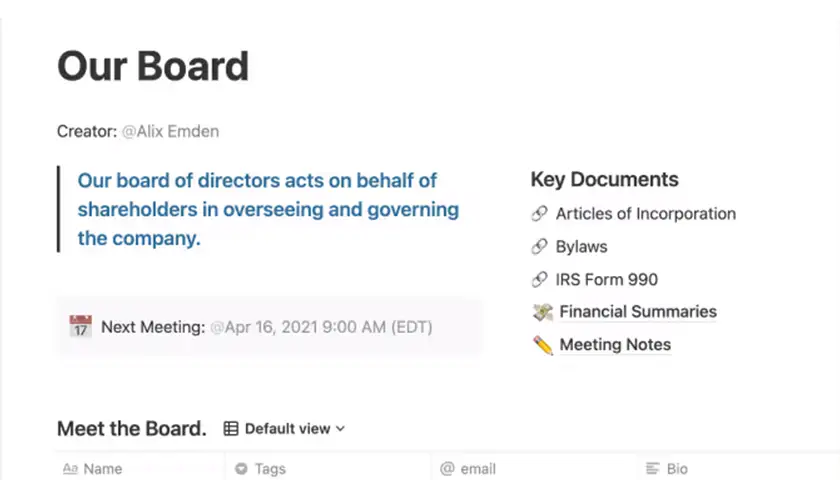 Our Board
Creator: @Alix Emden
Our board of directors acts on behalf of
shareholders in overseeing and governing
the company.
17 Next Meeting: @Apr 16, 2021 9:00 AM (EDT)
Key Documents
Articles of Incorporation
Bylaws
IRS Form 990
Financial Summaries
Meeting Notes
Meet the Board. Default view
Aa Name Tags @ email Bio